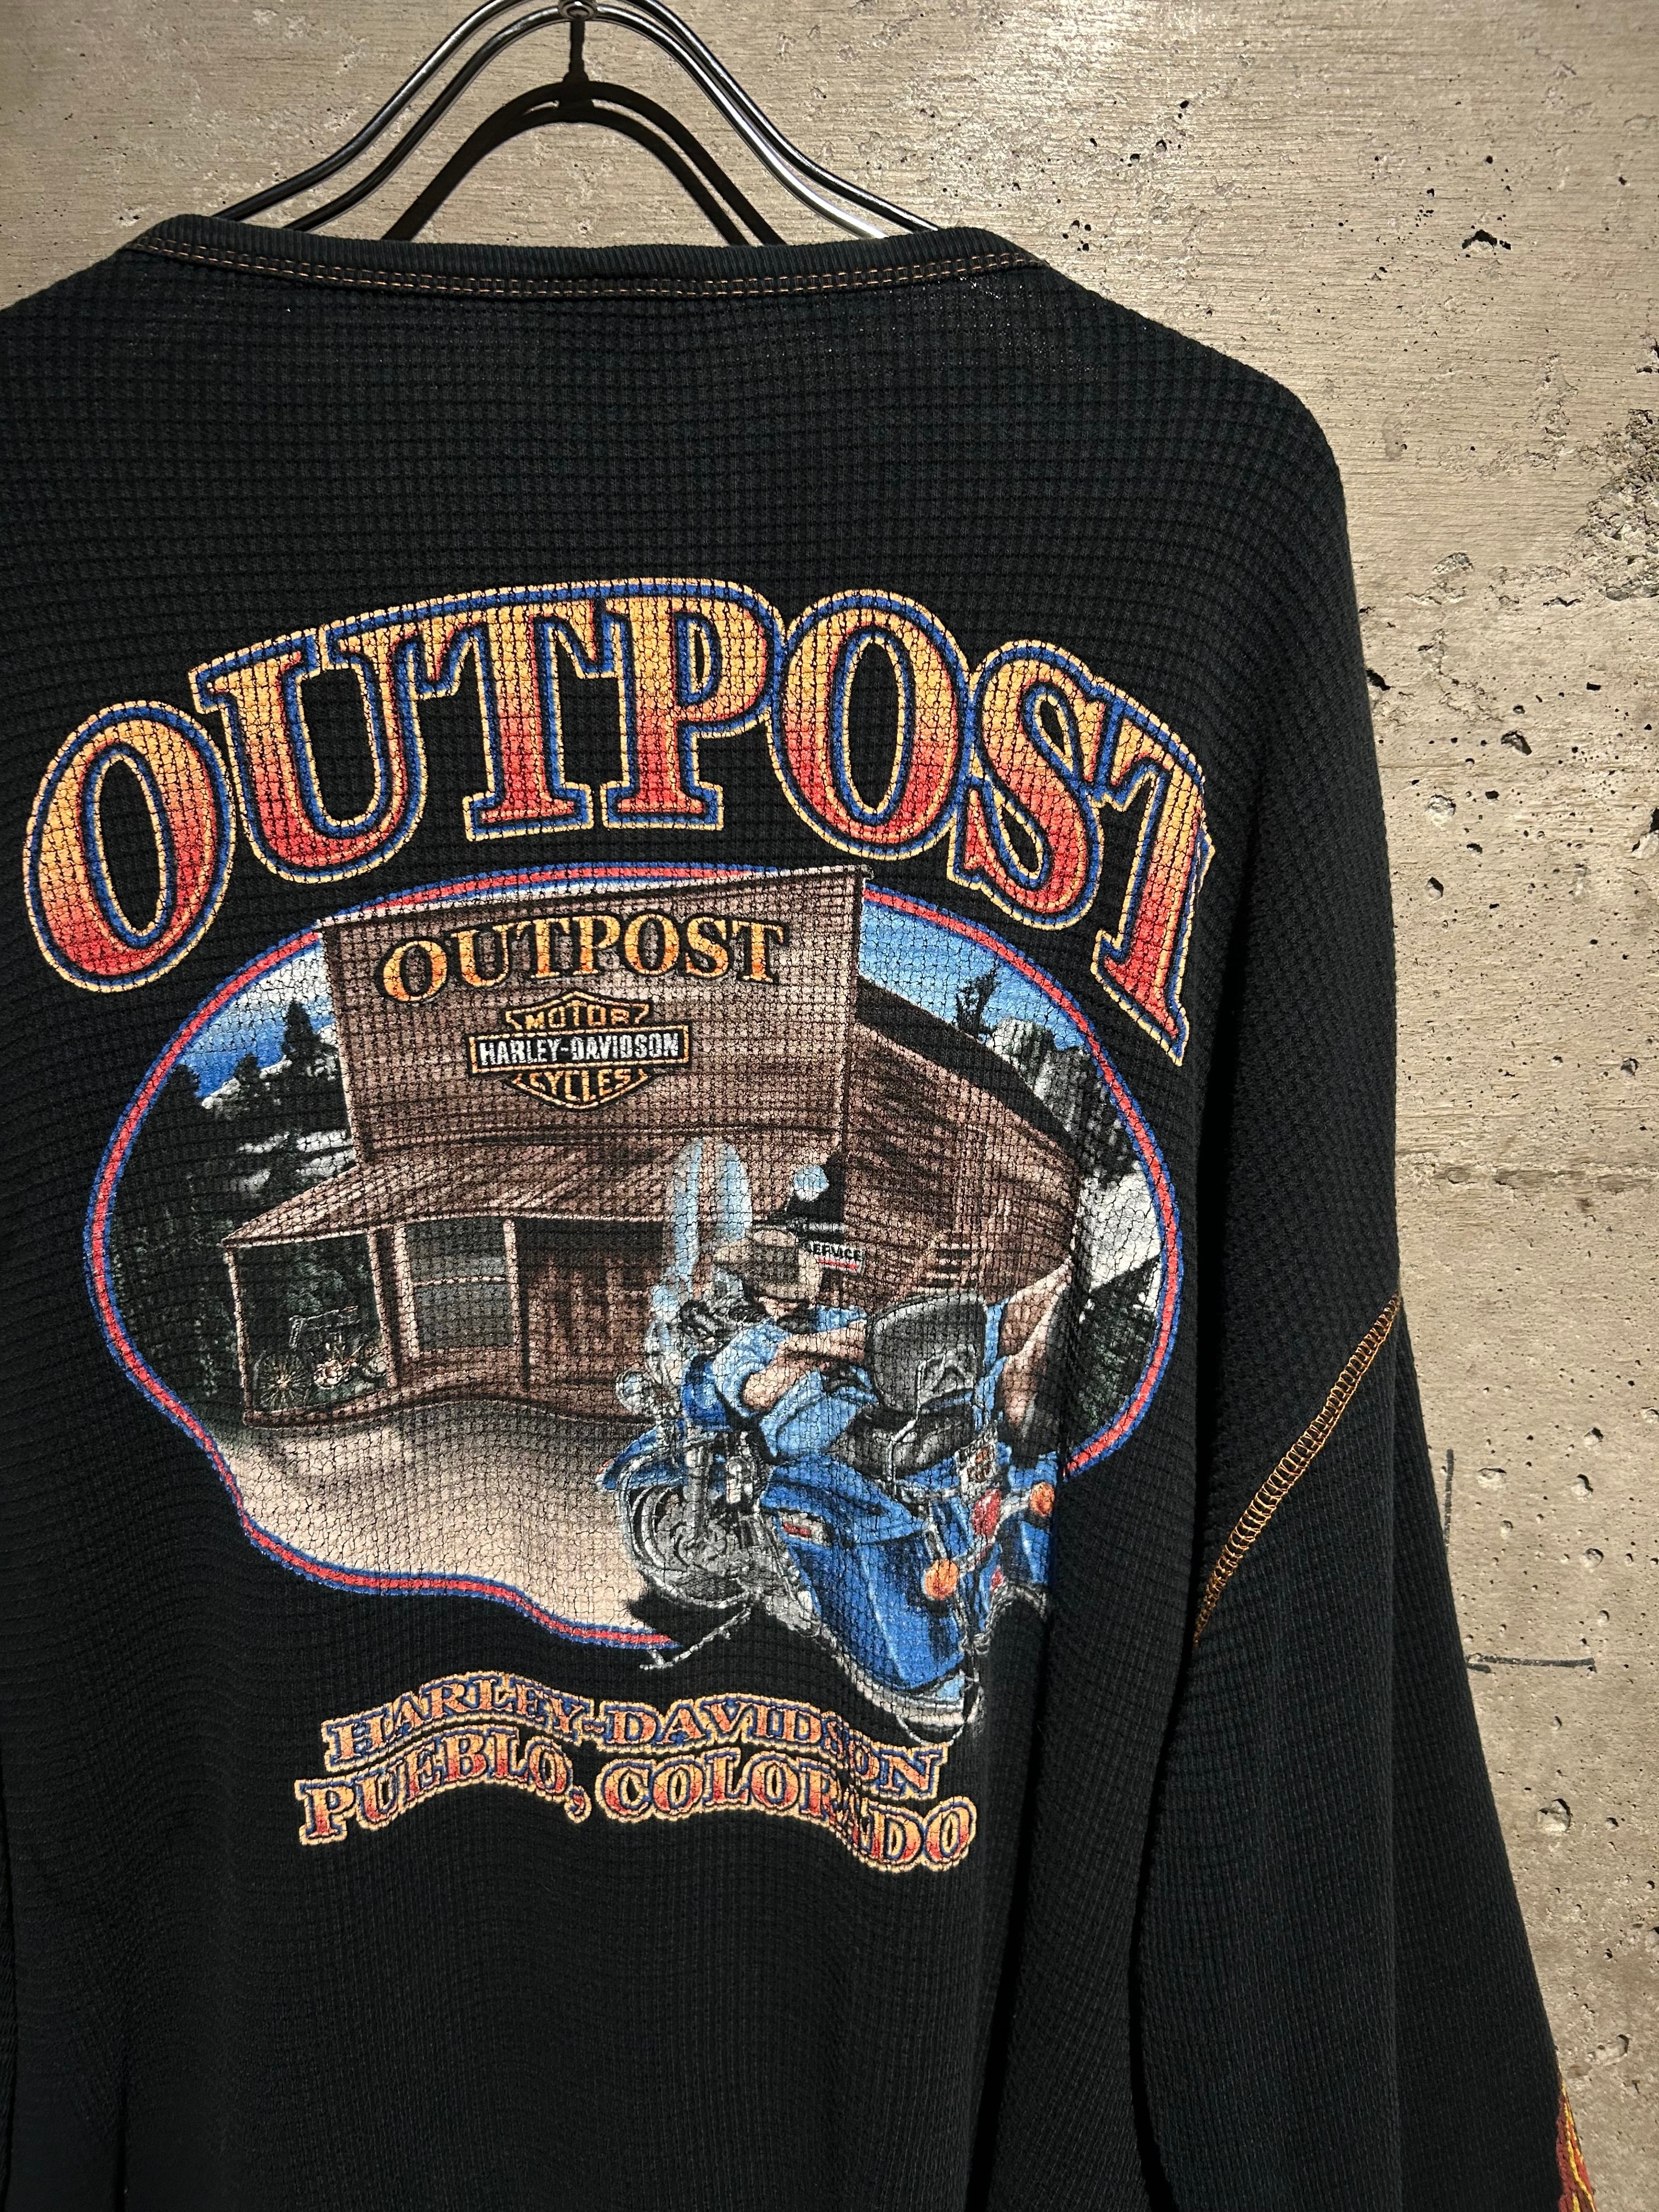 OUTPOST
OUTPOST
MOTOR
HARLEY-DAVIDSON
CYCLES
SERVICE
HARLEY-DAVIDSON
PUEBLO, COLORADO